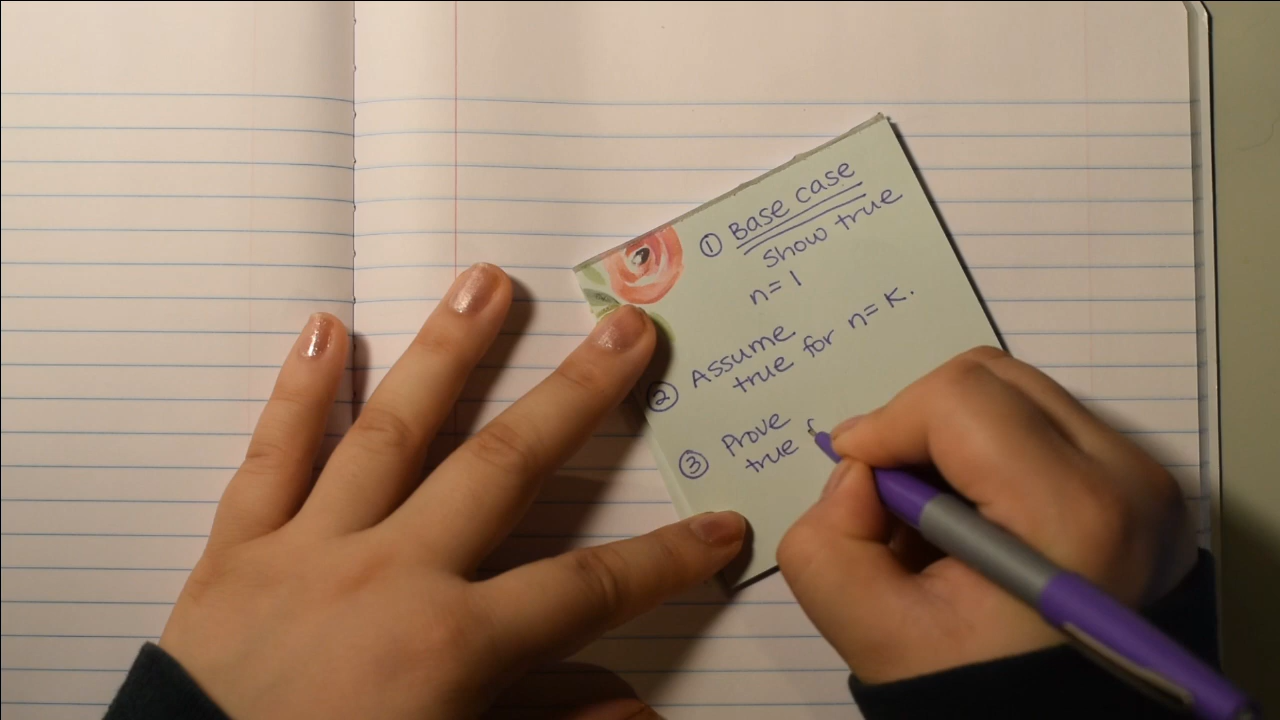 ① Base case
show true
n= 1
② Assume
true for n= K.
③ Prove
true f